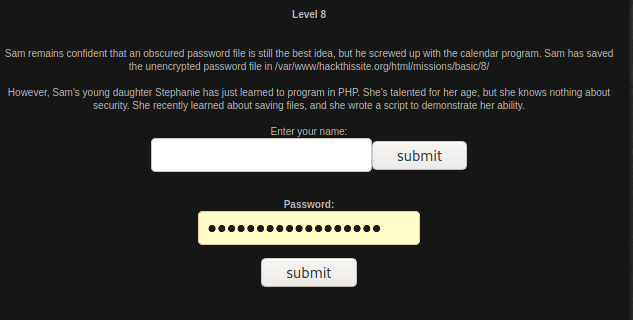 Level 8
Sam remains confident that an obscured password file is still the best idea, but he screwed up with the calendar program. Sam has saved
the unencrypted password file in /var/www/hackthissite.org/html/missions/basic/8/
However, Sam's young daughter Stephanie has just learned to program in PHP. She's talented for her age, but she knows nothing about
security. She recently learned about saving files, and she wrote a script to demonstrate her ability.
Enter your name:
submit
Password:
submit